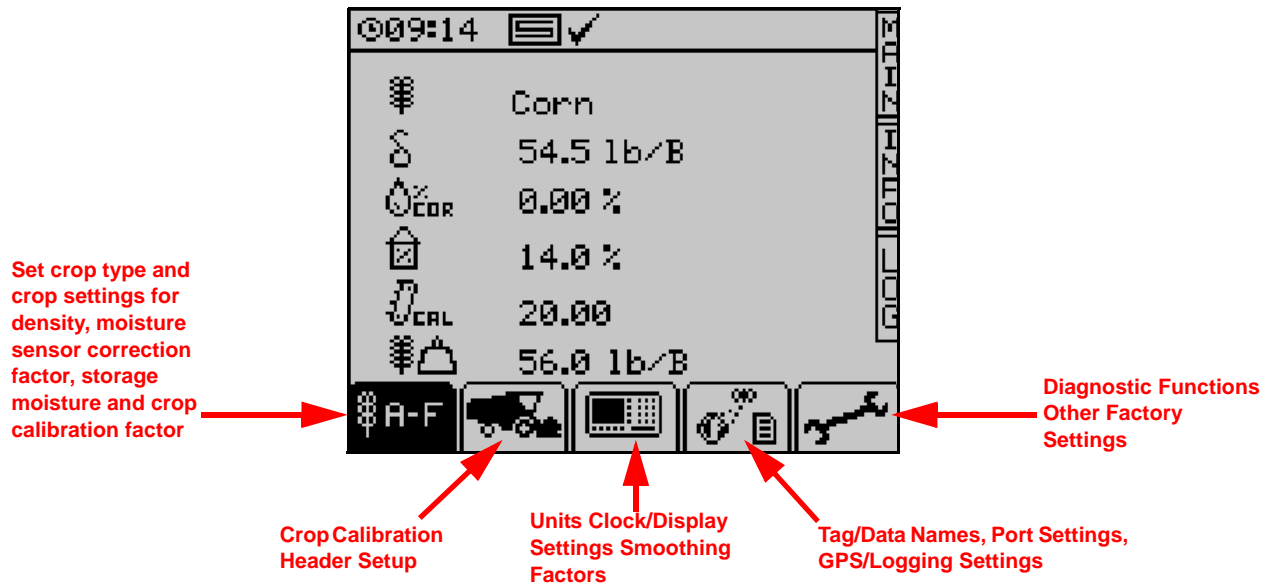 09:14
MAIN
INFO
LOG
Corn
54.5 lb/B
% COR 0.00 %
% 14.0 %
CAL 20.00
56.0 lb/B
A-F
Set crop type and
crop settings for
density, moisture
sensor correction
factor, storage
moisture and crop
calibration factor
Crop Calibration
Header Setup
Units Clock/Display
Settings Smoothing
Factors
Tag/Data Names, Port Settings,
GPS/Logging Settings
Diagnostic Functions
Other Factory
Settings